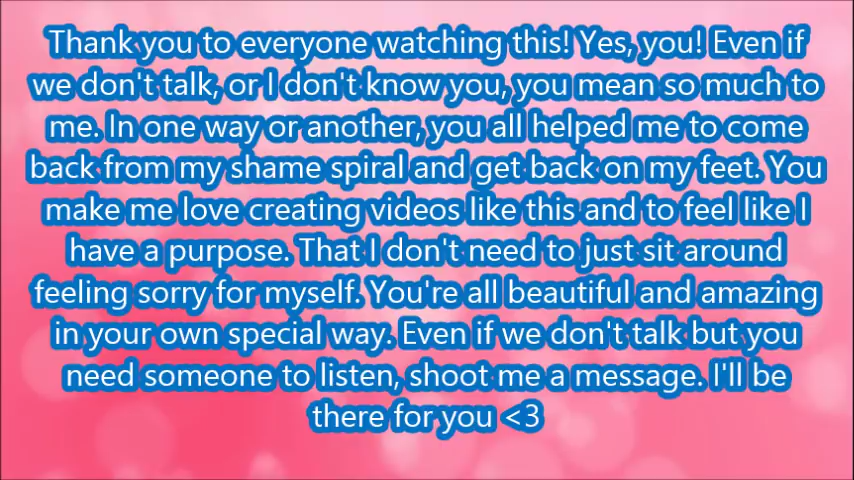 Thank you to everyone watching this! Yes, you! Even if
we don't talk, or I don't know you, you mean so much to
me. In one way or another, you all helped me to come
back from my shame spiral and get back on my feet. You
make me love creating videos like this and to feel like I
have a purpose. That I don't need to just sit around
feeling sorry for myself. You're all beautiful and amazing
in your own special way. Even if we don't talk but you
need someone to listen, shoot me a message. I'll be
there for you <3